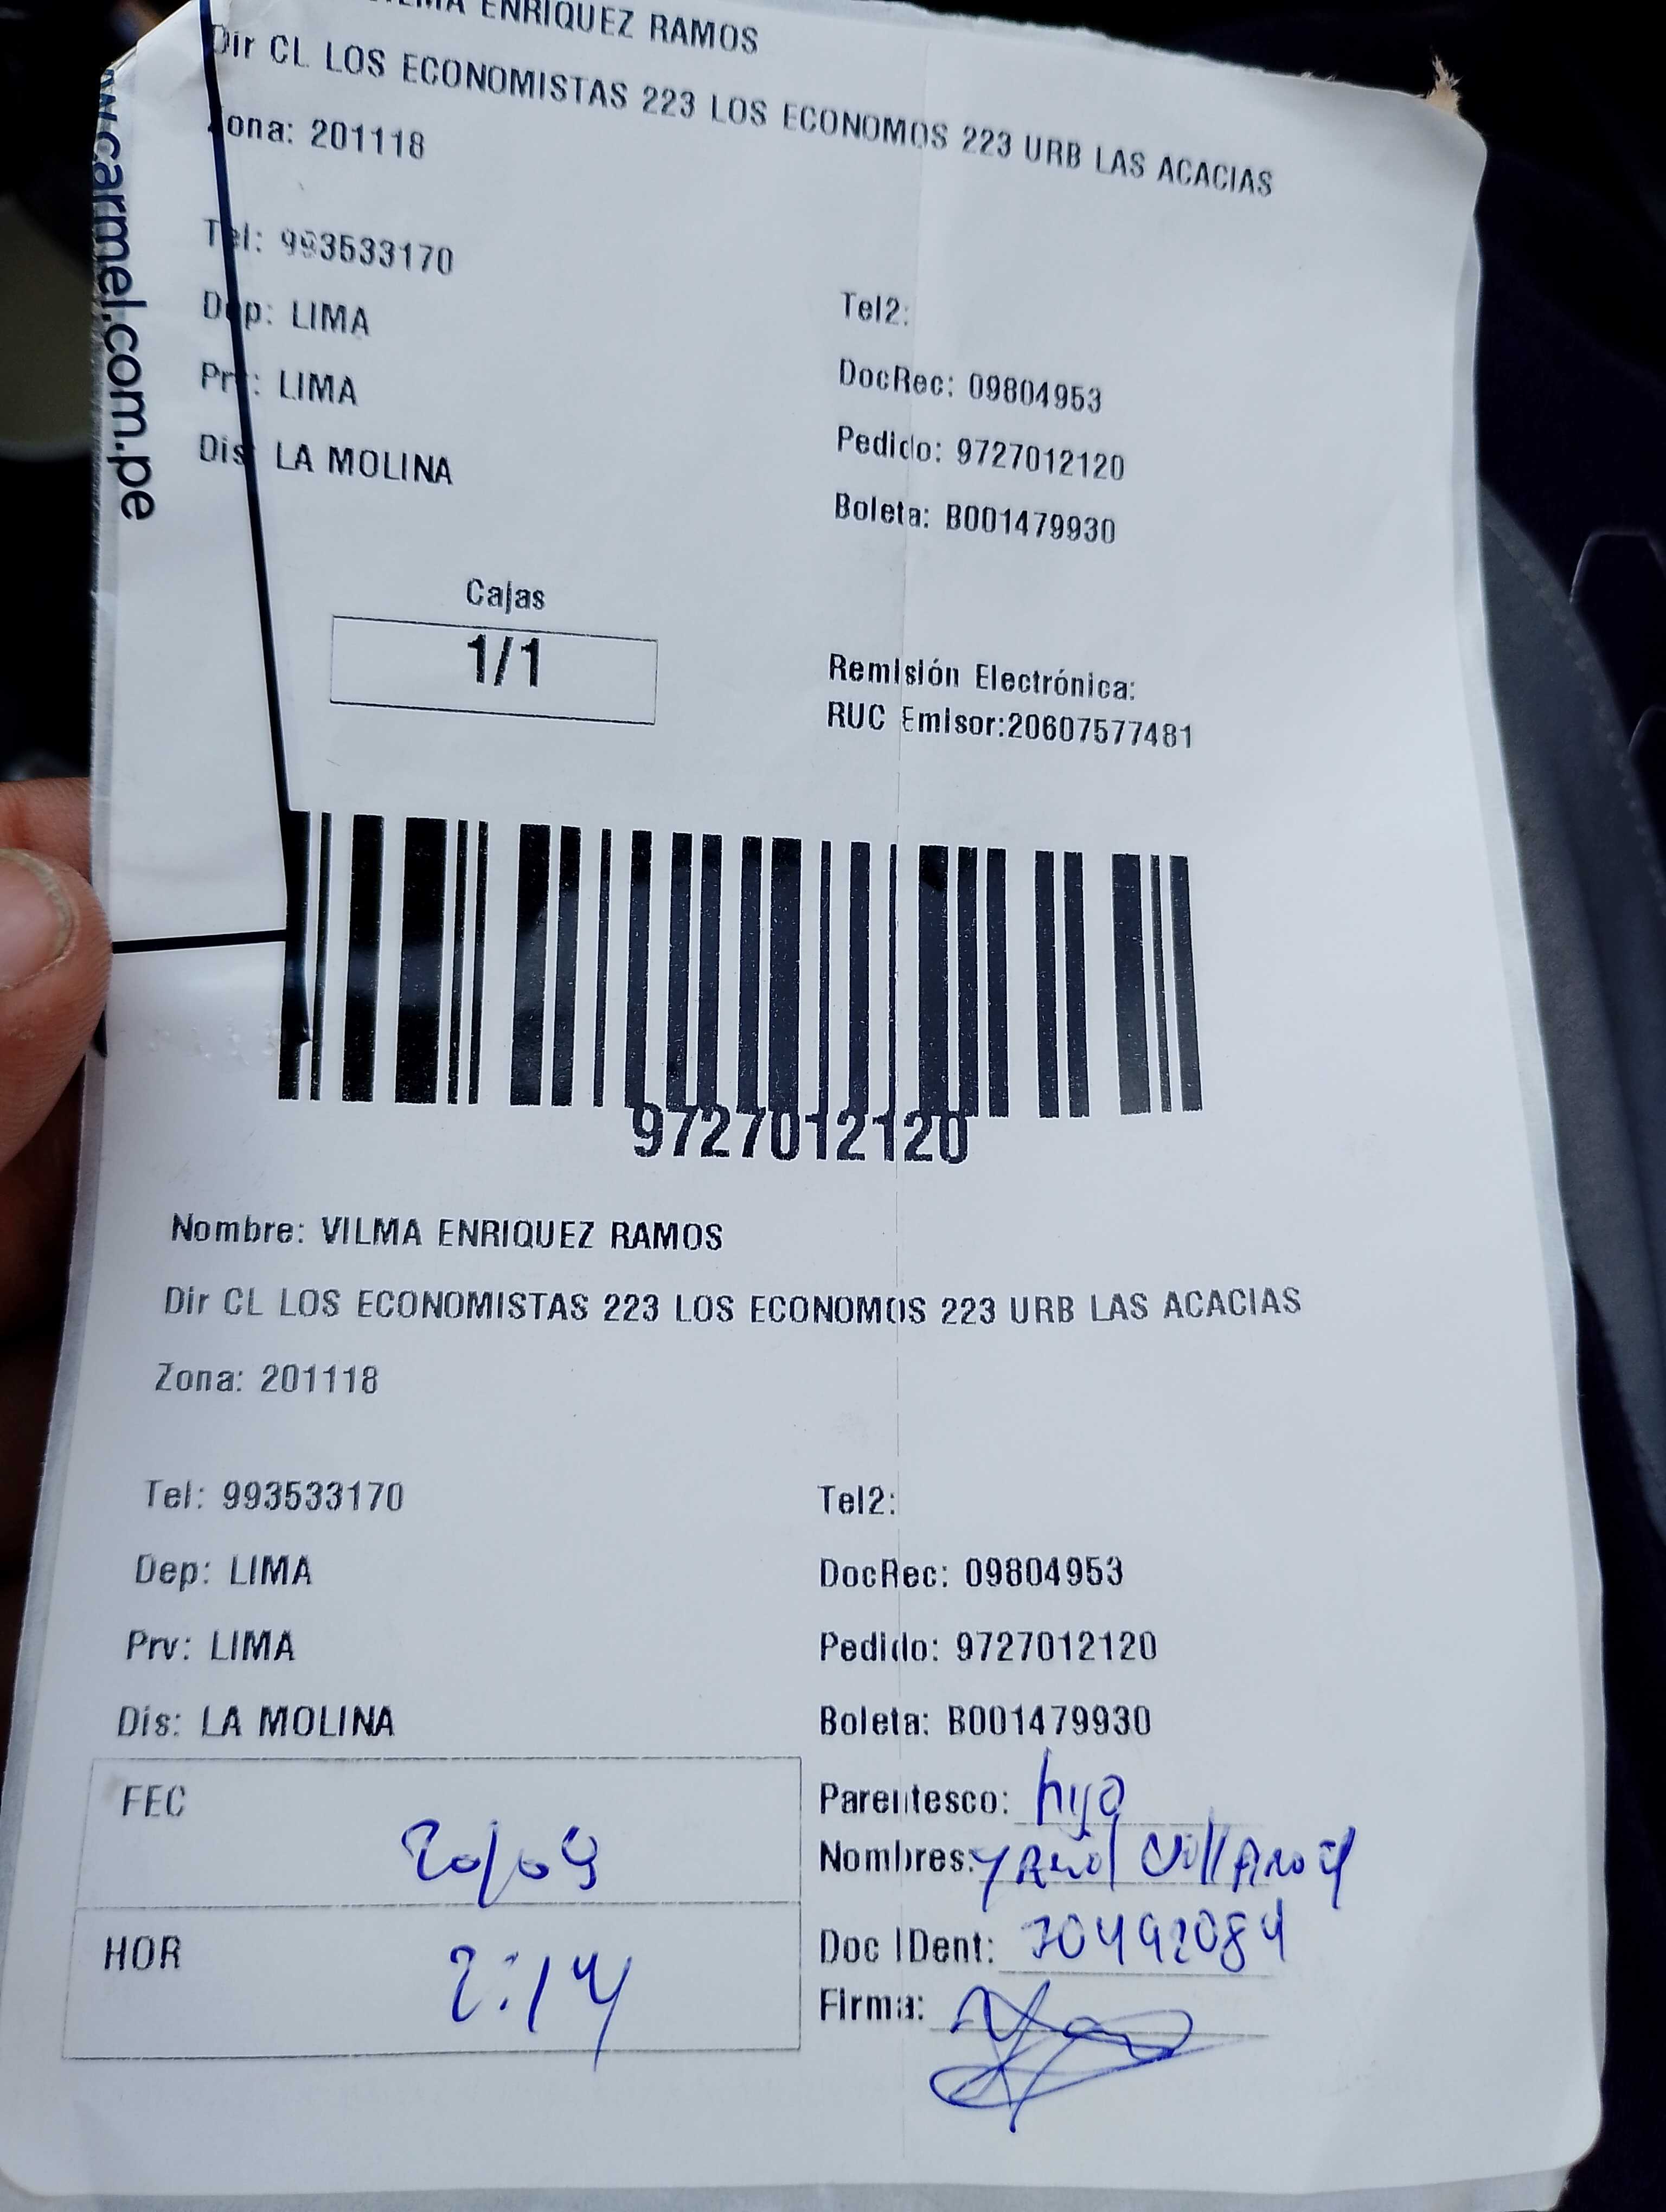 ENRIQUEZ RAMOS
Dir CL LOS ECONOMISTAS 223 LOS ECONOMOS 223 URB LAS ACACIAS
Zona: 201118
Tel: 993533170
Tel2:
Dep: LIMA
DocRec: 09804953
Prv: LIMA
Pedido: 9727012120
Dis: LA MOLINA
Boleta: B001479930
Cajas
1/1
Remisión Electrónica:
RUC Emisor:20607577481
carmel.com.pe
9727012120
Nombre: VILMA ENRIQUEZ RAMOS
Dir CL LOS ECONOMISTAS 223 LOS ECONOMOS 223 URB LAS ACACIAS
Zona: 201118
Tel: 993533170
Tel2:
Dep: LIMA
DocRec: 09804953
Prv: LIMA
Pedido: 9727012120
Dis: LA MOLINA
Boleta: B001479930
FEC 20/09
Parentesco: hijo
Nombres:
HOR 2:14
Doc IDent: 70492084
Firma: